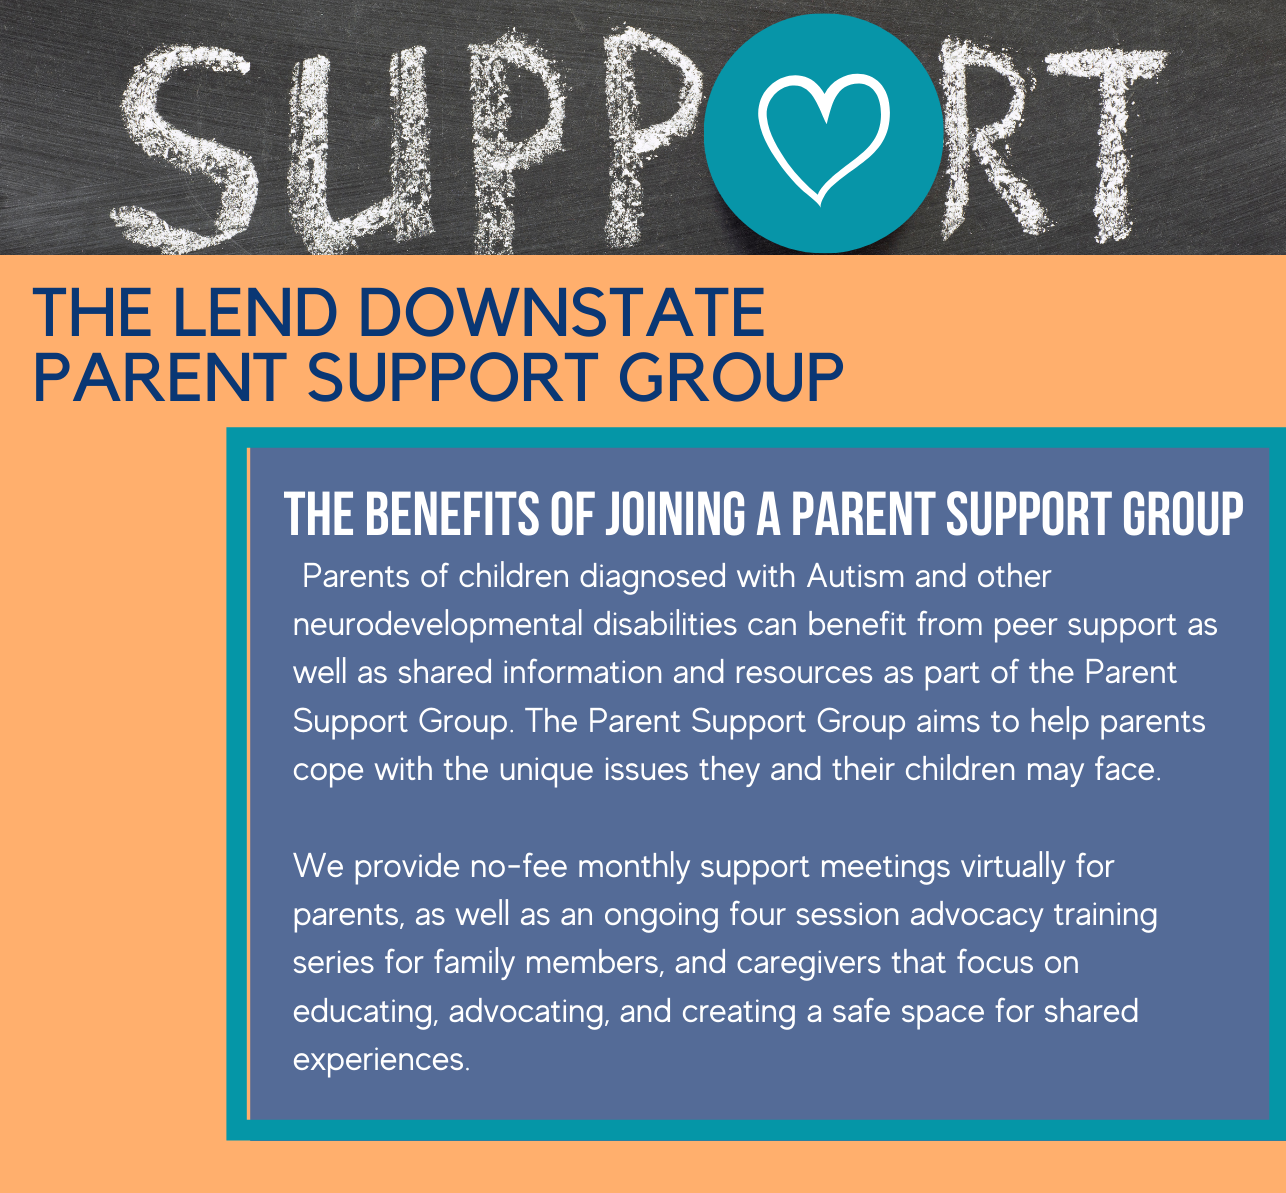 SUPPORT
THE LEND DOWNSTATE
PARENT SUPPORT GROUP
THE BENEFITS OF JOINING A PARENT SUPPORT GROUP
Parents of children diagnosed with Autism and other
neurodevelopmental disabilities can benefit from peer support as
well as shared information and resources as part of the Parent
Support Group. The Parent Support Group aims to help parents
cope with the unique issues they and their children may face.
We provide no-fee monthly support meetings virtually for
parents, as well as an ongoing four session advocacy training
series for family members, and caregivers that focus on
educating, advocating, and creating a safe space for shared
experiences.